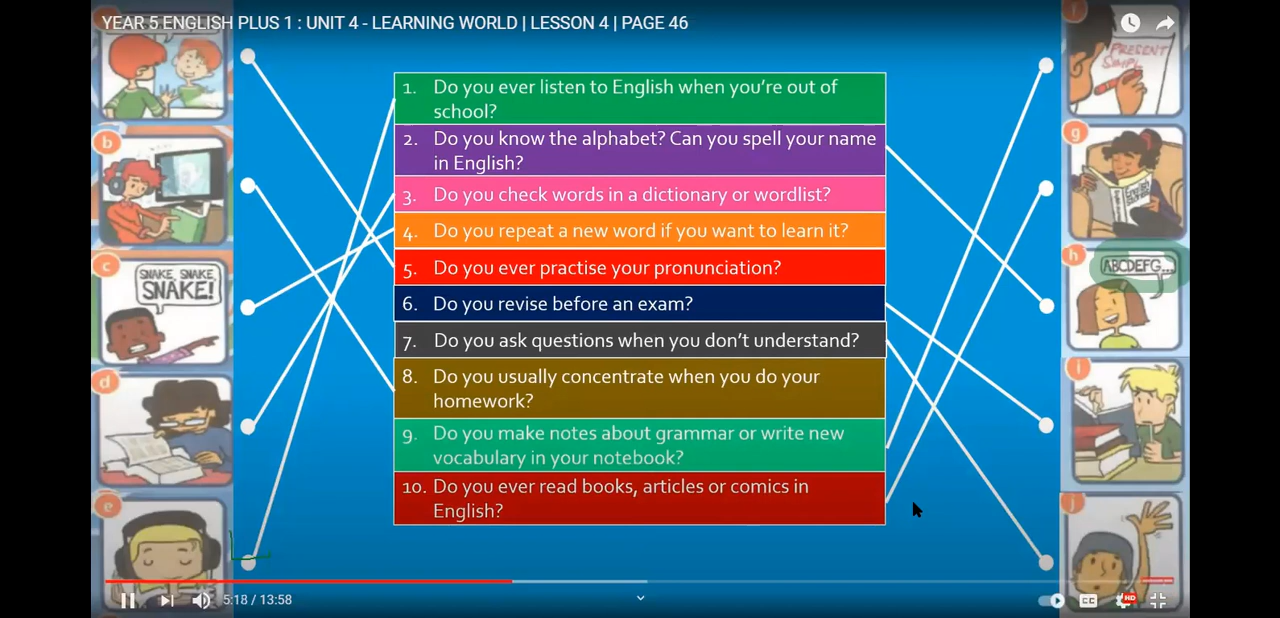 YEAR 5 ENGLISH PLUS 1 : UNIT 4 - LEARNING WORLD | LESSON 4 | PAGE 46
b
SNAKE, SNAKE,
SNAKE!
c
d
e
1. Do you ever listen to English when you're out of
school?
2. Do you know the alphabet? Can you spell your name
in English?
3. Do you check words in a dictionary or wordlist?
4. Do you repeat a new word if you want to learn it?
5. Do you ever practise your pronunciation?
6. Do you revise before an exam?
7. Do you ask questions when you don't understand?
8. Do you usually concentrate when you do your
homework?
9. Do you make notes about grammar or write new
vocabulary in your notebook?
10. Do you ever read books, articles or comics in
English?
f
PRESENT
SIMPL
g
h
ABCDEFG...
i
j
5:18 / 13:58
CC
HD